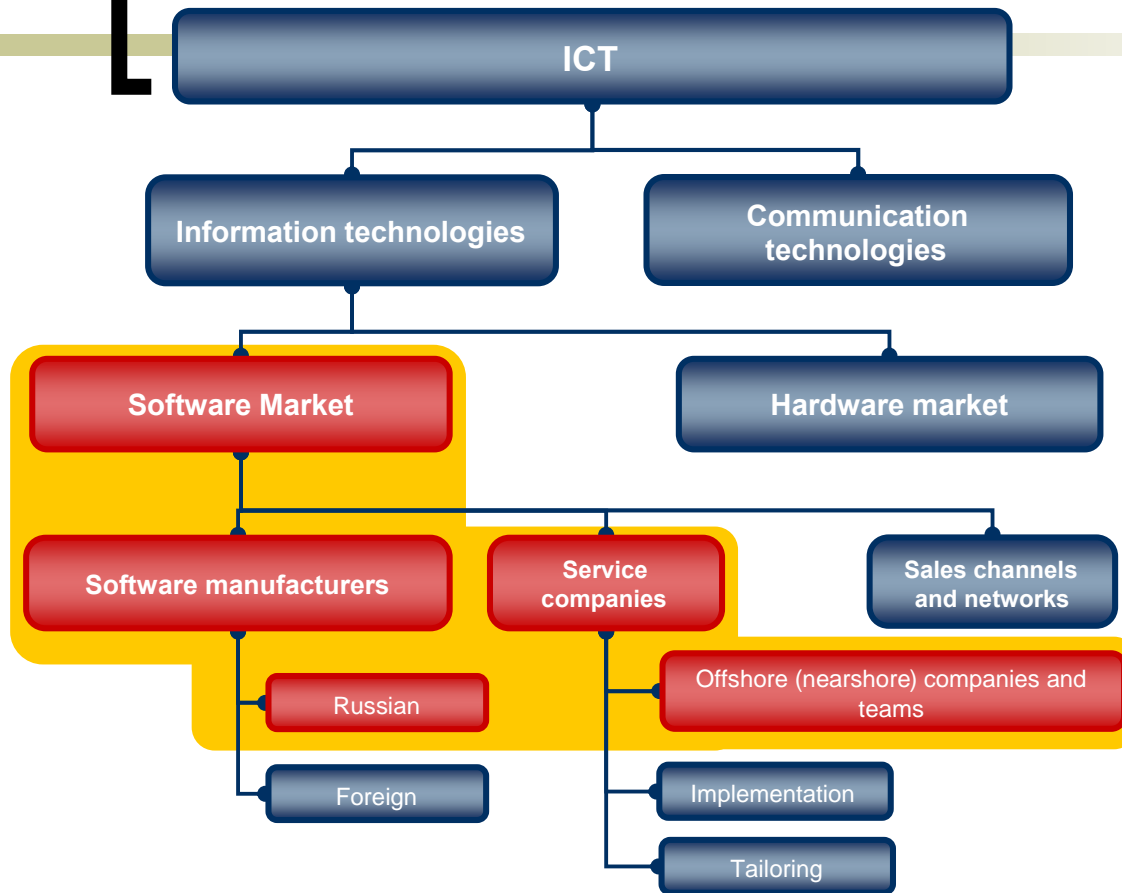 ICT
Information technologies
Communication
technologies
Software Market
Hardware market
Software manufacturers
Service
companies
Sales channels
and networks
Russian
Offshore (nearshore) companies and
teams
Foreign
Implementation
Tailoring